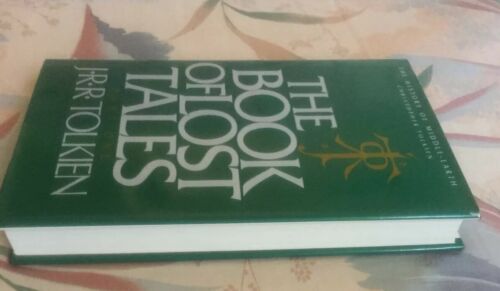 THE HISTORY OF MIDDLE-EARTH
CHRISTOPHER TOLKIEN
THE
BOOK
OF LOST
TALES
J.R.R. TOLKIEN